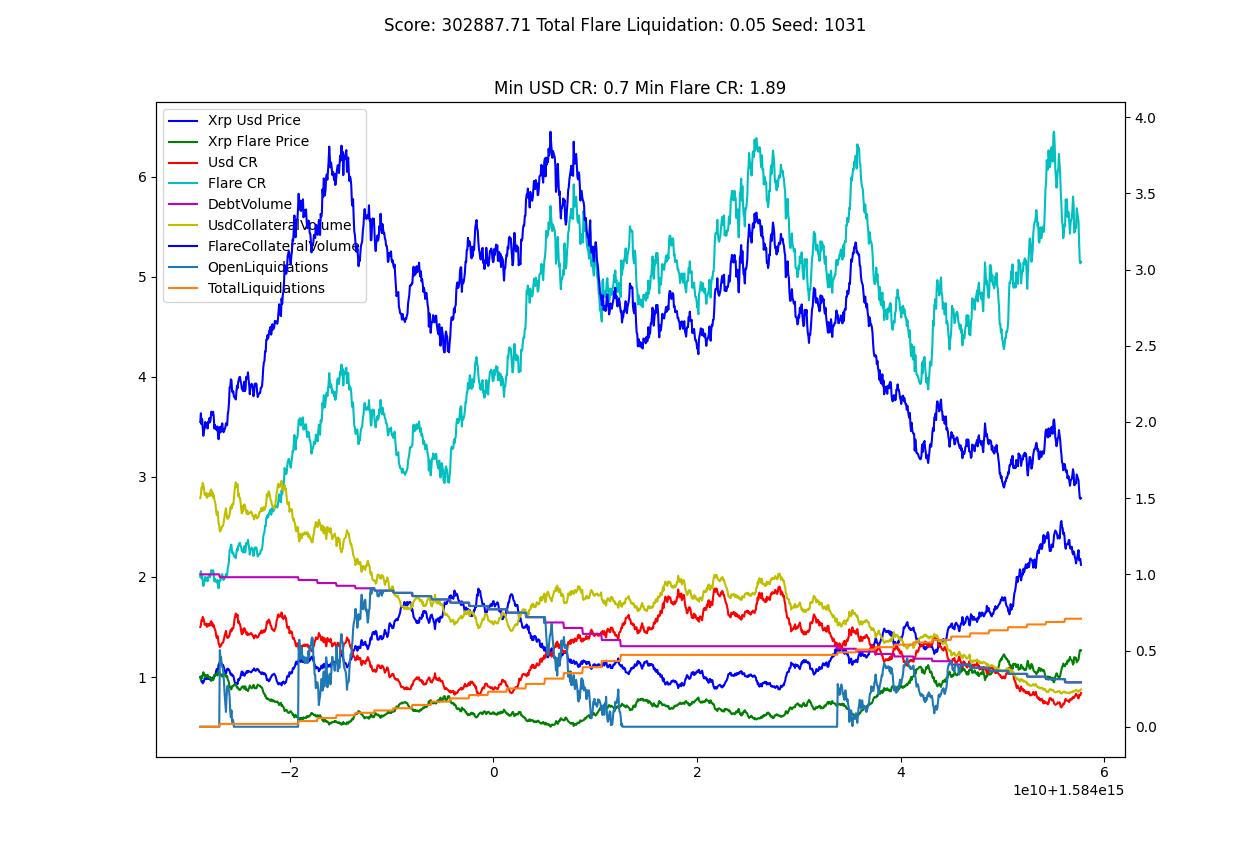 Score: 302887.71 Total Flare Liquidation: 0.05 Seed: 1031
Min USD CR: 0.7 Min Flare CR: 1.89
Xrp Usd Price
Xrp Flare Price
Usd CR
Flare CR
DebtVolume
UsdCollateralVolume
FlareCollateralVolume
OpenLiquidations
TotalLiquidations
6
5
4
3
2
1
4.0
3.5
3.0
2.5
2.0
1.5
1.0
0.5
0.0
−2
0
2
4
6
1e10+1.584e15